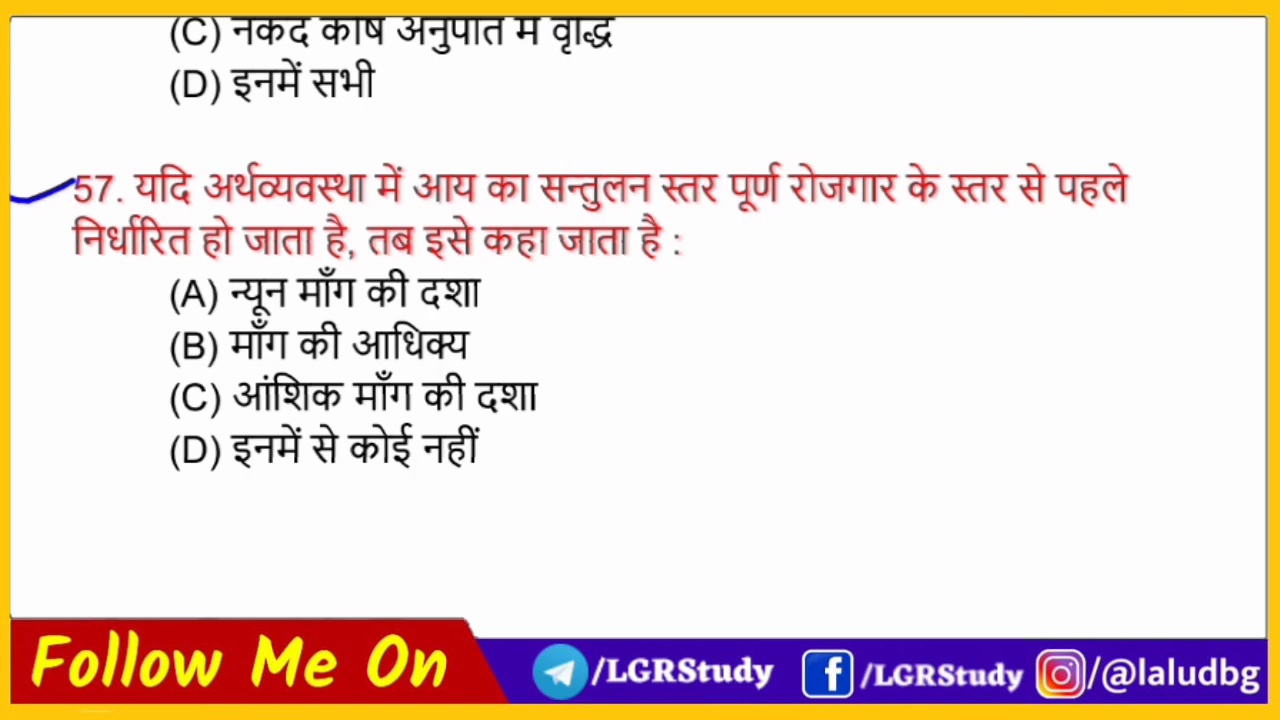 (C) नकद कोष अनुपात में वृद्धि
(D) इनमें सभी
57. यदि अर्थव्यवस्था में आय का सन्तुलन स्तर पूर्ण रोजगार के स्तर से पहले
निर्धारित हो जाता है, तब इसे कहा जाता है :
(A) न्यून माँग की दशा
(B) माँग की आधिक्य
(C) आंशिक माँग की दशा
(D) इनमें से कोई नहीं
Follow Me On
/LGRStudy
/LGRStudy
/@laludbg